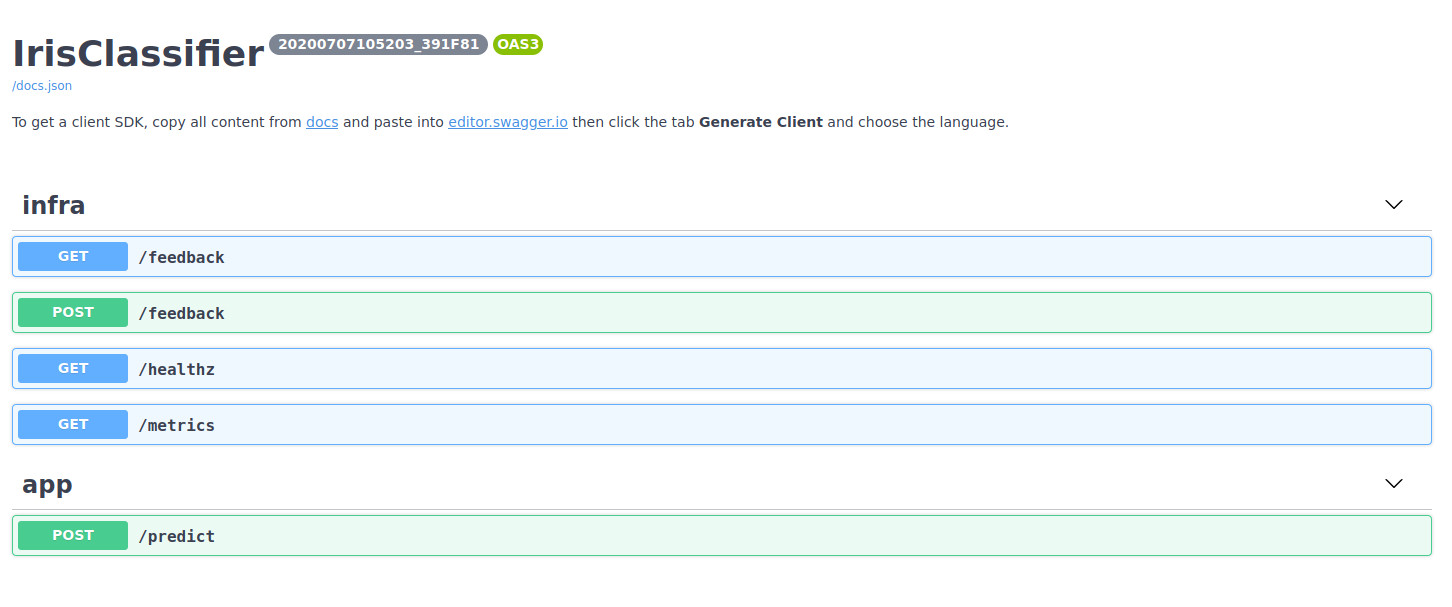 IrisClassifier 20200707105203_391F81 OAS3
/docs.json
To get a client SDK, copy all content from docs and paste into editor.swagger.io then click the tab Generate Client and choose the language.
infra
GET /feedback
POST /feedback
GET /healthz
GET /metrics
app
POST /predict